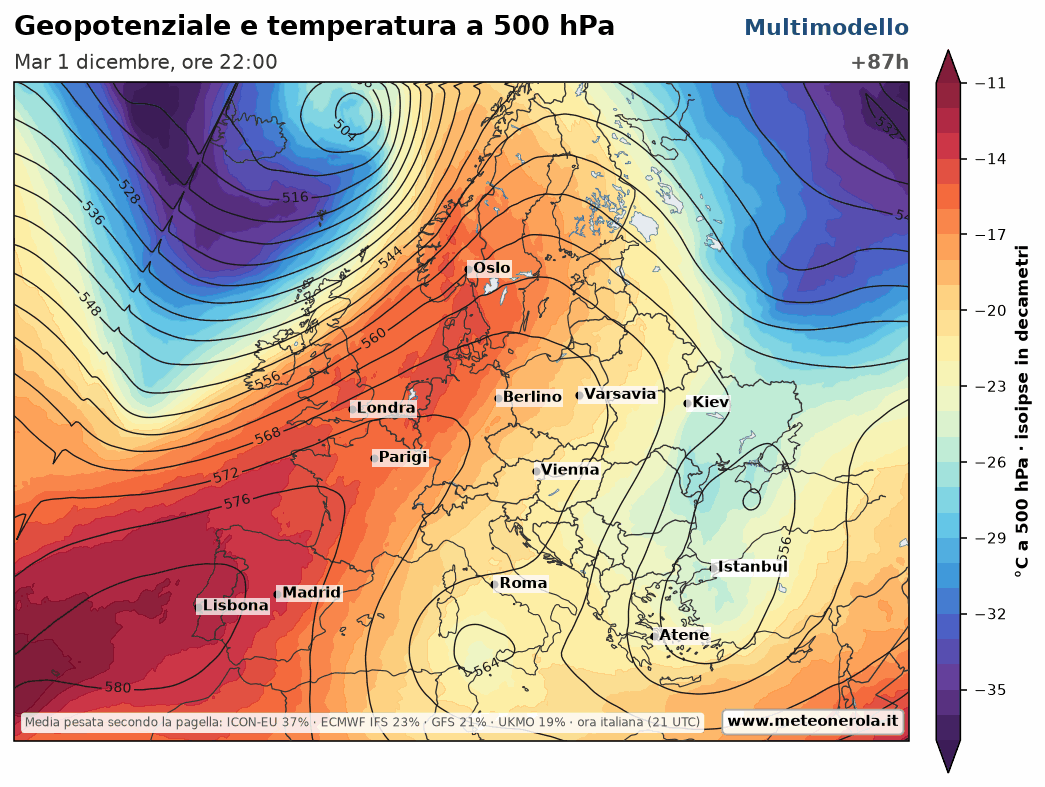 Geopotenziale e temperatura a 500 hPa
Multimodello
Mar 1 dicembre, ore 22:00
+87h
504
532
516
528
536
544
548
Oslo
560
556
Berlino
Varsavia
Kiev
Londra
568
Parigi
Vienna
572
576
556
Istanbul
Roma
Madrid
Lisbona
Atene
564
580
Media pesata secondo la pagella: ICON-EU 37% · ECMWF IFS 23% · GFS 21% · UKMO 19% · ora italiana (21 UTC)
www.meteonerola.it
−11
−14
−17
−20
−23
−26
−29
−32
−35
°C a 500 hPa · isoipse in decametri